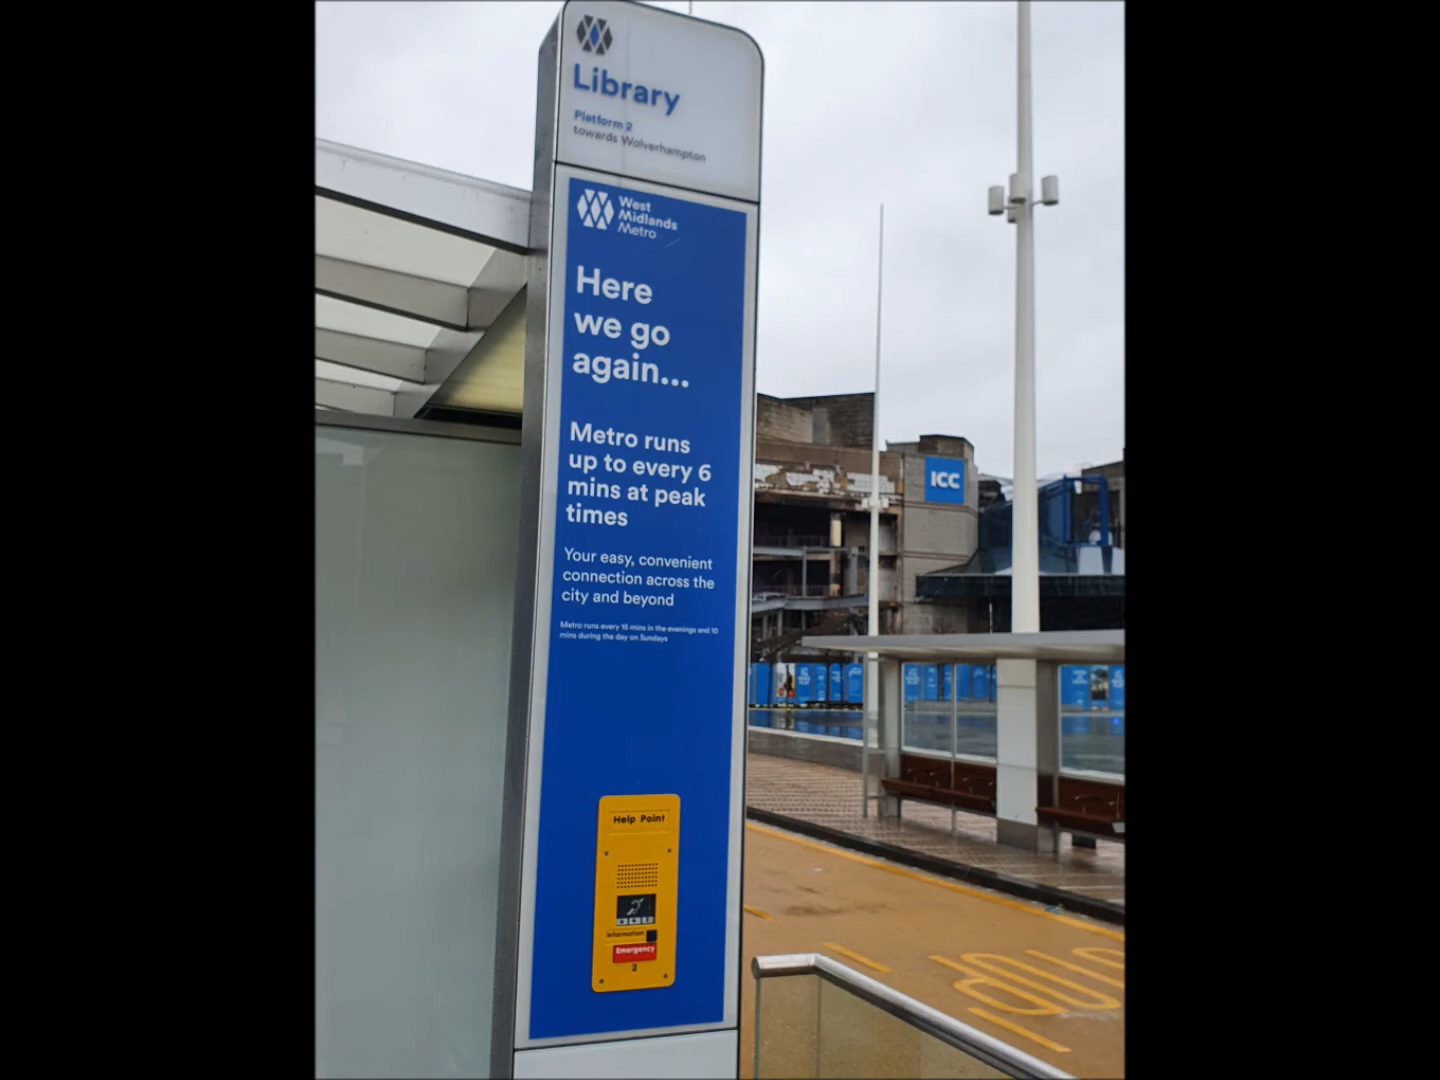 Library
Platform 2
towards Wolverhampton
West
Midlands
Metro
Here
we go
again...
Metro runs
up to every 6
mins at peak
times
Your easy, convenient
connection across the
city and beyond
Metro runs every 15 mins in the evenings and 10
mins during the day on Sundays
ICC
Help Point
Information
Emergency